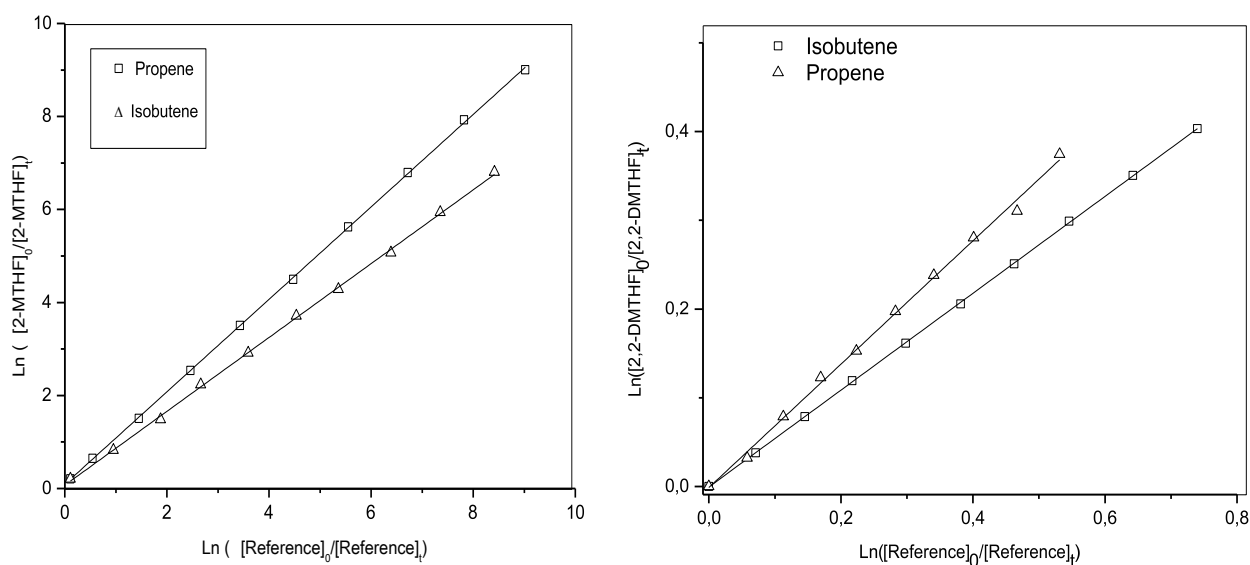 10
8
6
4
2
0
0
2
4
6
8
10
Ln ( [2-MTHF]0/[2-MTHF]t)
Ln ( [Reference]0/[Reference]t)
□ Propene
Δ Isobutene
0,4
0,2
0,0
0,0
0,2
0,4
0,6
0,8
Ln([2,2-DMTHF]0/[2,2-DMTHF]t)
Ln([Reference]0/[Reference]t)
□ Isobutene
△ Propene